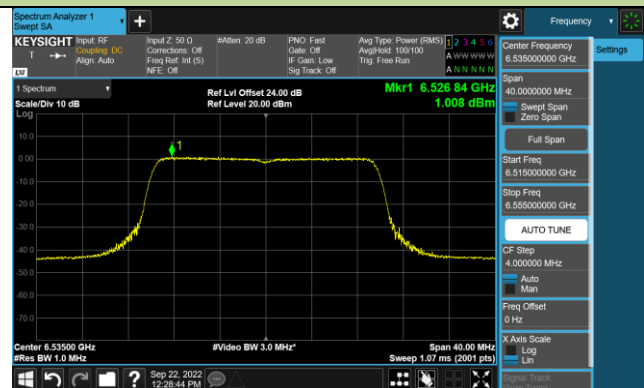 Spectrum Analyzer 1
Swept SA
Frequency
KEYSIGHT
Input: RF
Coupling: DC
Align: Auto
Input Z: 50 Ω
Corrections: Off
Freq Ref: Int (S)
NFE: Off
#Atten: 20 dB
PNO: Fast
Gate: Off
IF Gain: Low
Sig Track: Off
Avg Type: Power (RMS)
Avg|Hold: 100/100
Trig: Free Run
1 2 3 4 5 6
A W W W W W
A N N N N N
T
LXI
1 Spectrum
Scale/Div 10 dB
Log
Ref Lvl Offset 24.00 dB
Ref Level 20.00 dBm
Mkr1 6.526 84 GHz
1.008 dBm
1
10.0
0.00
-10.0
-20.0
-30.0
-40.0
-50.0
-60.0
-70.0
Center 6.53500 GHz
#Res BW 1.0 MHz
#Video BW 3.0 MHz*
Span 40.00 MHz
Sweep 1.07 ms (2001 pts)
Center Frequency
6.535000000 GHz
Settings
Span
40.0000000 MHz
Swept Span
Zero Span
Full Span
Start Freq
6.515000000 GHz
Stop Freq
6.555000000 GHz
AUTO TUNE
CF Step
4.000000 MHz
Auto
Man
Freq Offset
0 Hz
X Axis Scale
Log
Lin
Signal Track
Sep 22, 2022
12:28:44 PM